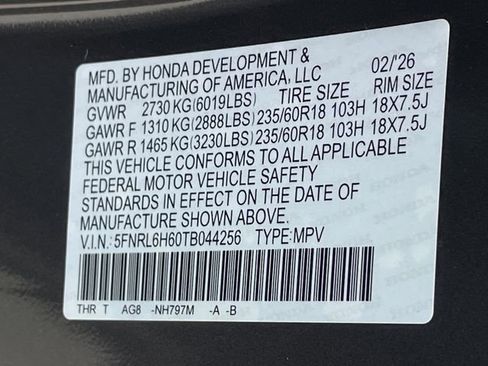 MFD. BY HONDA DEVELOPMENT & 02/'26
MANUFACTURING OF AMERICA, LLC
GVWR 2730 KG(6019LBS) TIRE SIZE RIM SIZE
GAWR F 1310 KG(2888LBS) 235/60R18 103H 18X7.5J
GAWR R 1465 KG(3230LBS) 235/60R18 103H 18X7.5J
THIS VEHICLE CONFORMS TO ALL APPLICABLE
FEDERAL MOTOR VEHICLE SAFETY
STANDARDS IN EFFECT ON THE DATE OF
MANUFACTURE SHOWN ABOVE.
V.I.N.: 5FNRL6H60TB044256 TYPE:MPV
THR T AG8 -NH797M -A -B